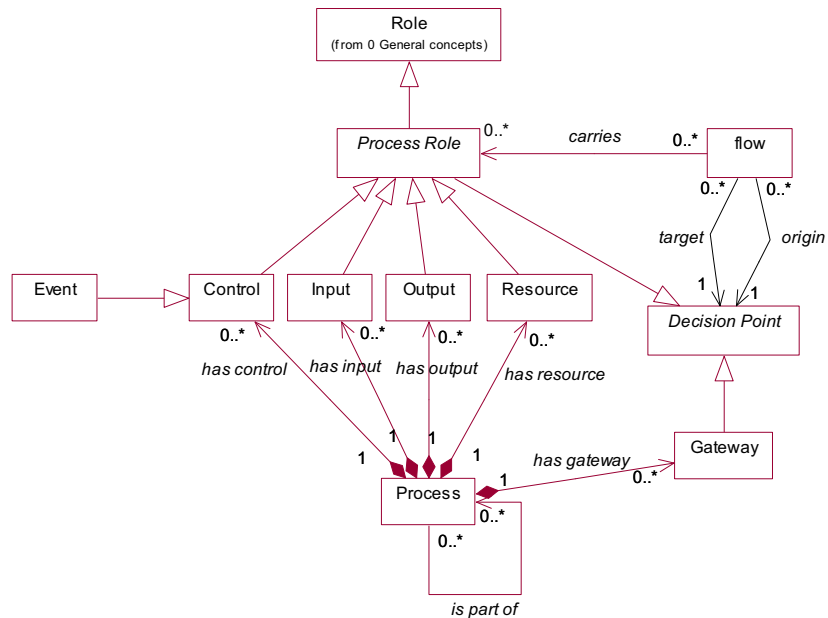 Role
(from 0 General concepts)
Process Role
0..*
carries
0..*
flow
0..*
0..*
target
origin
1
1
Event
Control
Input
Output
Resource
Decision Point
0..*
0..*
0..*
0..*
has control
has input
has output
has resource
1
1
1
1
Process
1
has gateway
0..*
Gateway
0..*
0..*
is part of